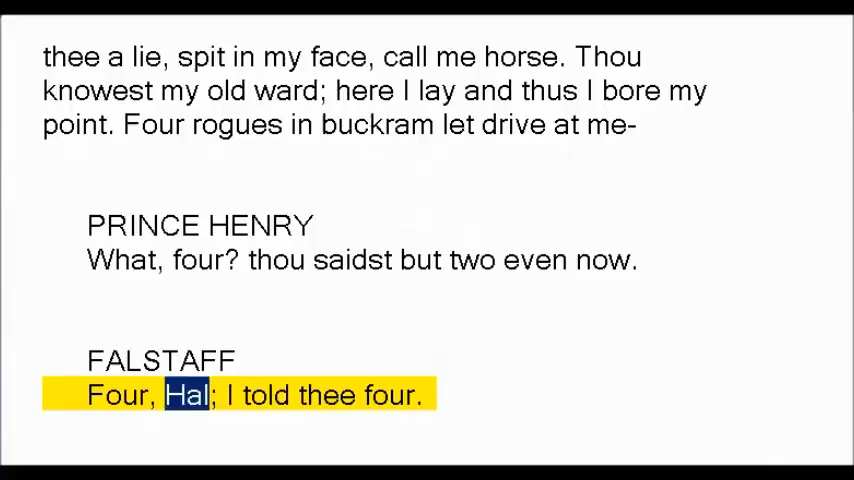 thee a lie, spit in my face, call me horse. Thou
knowest my old ward; here I lay and thus I bore my
point. Four rogues in buckram let drive at me-
PRINCE HENRY
What, four? thou saidst but two even now.
FALSTAFF
Four, Hal; I told thee four.